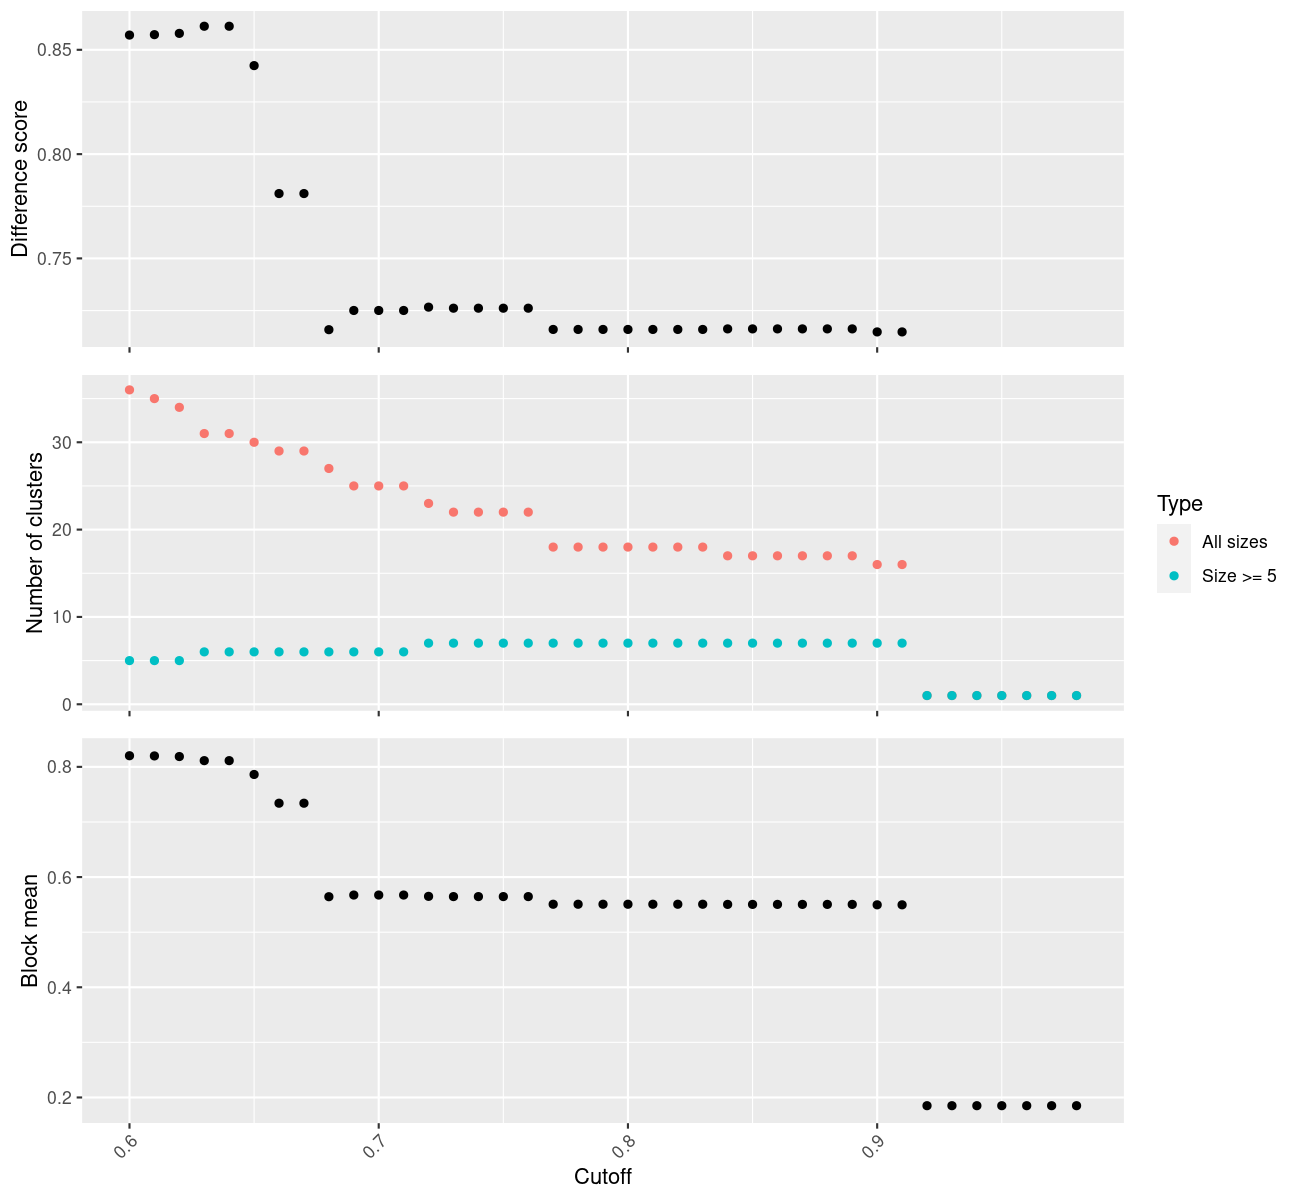 Difference score
0.85
0.80
0.75
Number of clusters
30
20
10
0
Type
All sizes
Size >= 5
Block mean
0.8
0.6
0.4
0.2
0.6 0.7 0.8 0.9
Cutoff